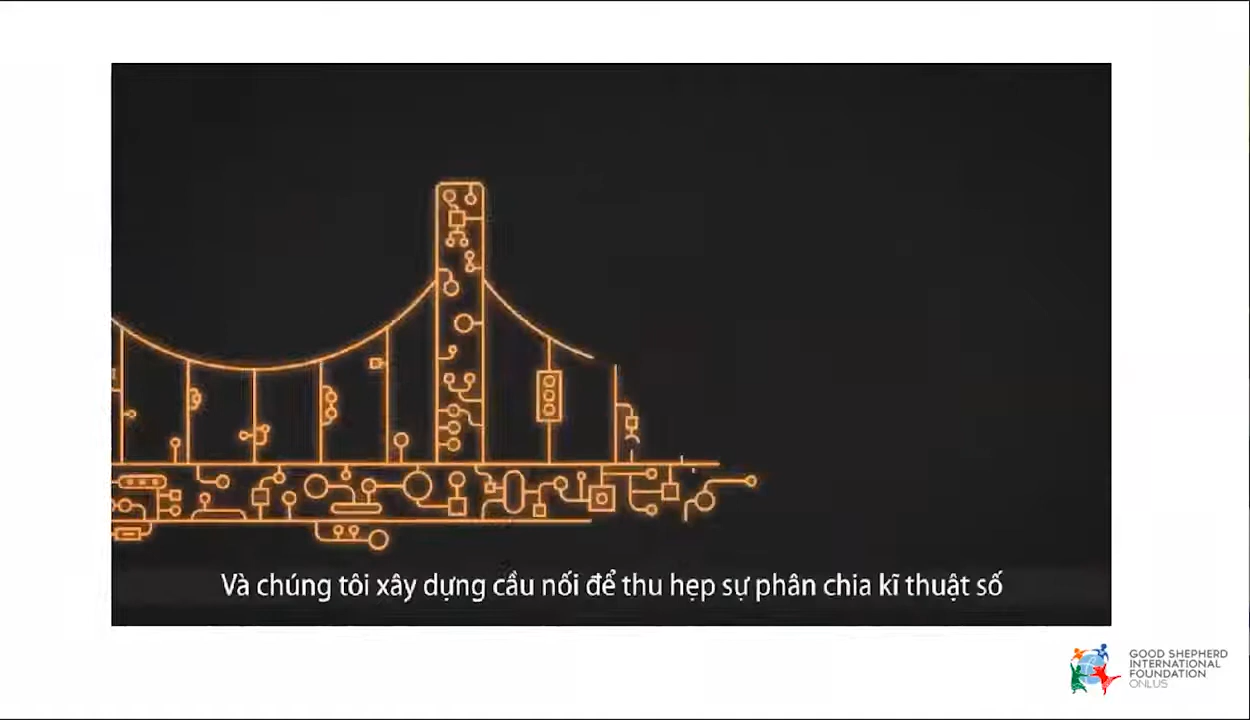 Và chúng tôi xây dựng cầu nối để thu hẹp sự phân chia kĩ thuật số
GOOD SHEPHERD
INTERNATIONAL
FOUNDATION
ONLUS